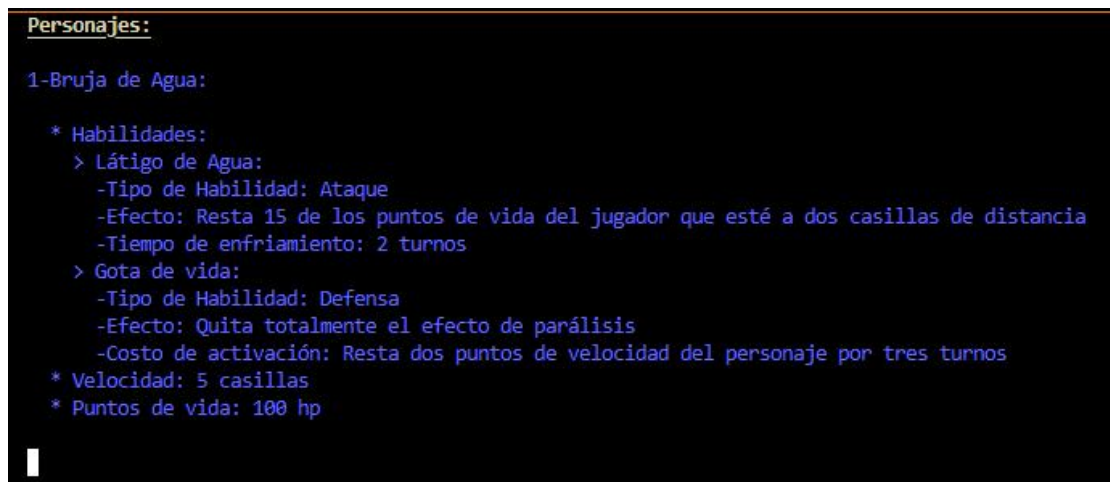 Personajes:
1-Bruja de Agua:
* Habilidades:
> Látigo de Agua:
-Tipo de Habilidad: Ataque
-Efecto: Resta 15 de los puntos de vida del jugador que esté a dos casillas de distancia
-Tiempo de enfriamiento: 2 turnos
> Gota de vida:
-Tipo de Habilidad: Defensa
-Efecto: Quita totalmente el efecto de parálisis
-Costo de activación: Resta dos puntos de velocidad del personaje por tres turnos
* Velocidad: 5 casillas
* Puntos de vida: 100 hp